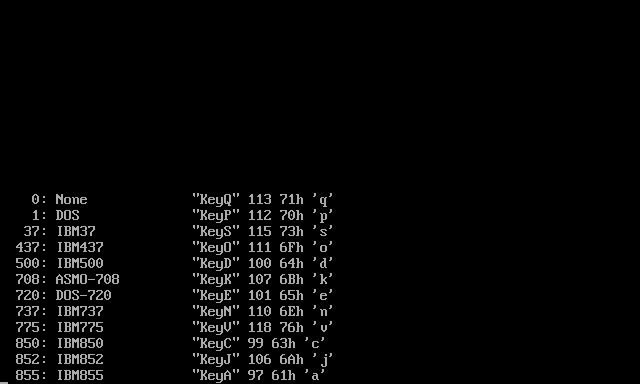 0: None "KeyQ" 113 71h 'q'
1: DOS "KeyP" 112 70h 'p'
37: IBM37 "KeyS" 115 73h 's'
437: IBM437 "KeyO" 111 6Fh 'o'
500: IBM500 "KeyD" 100 64h 'd'
708: ASMO-708 "KeyK" 107 6Bh 'k'
720: DOS-720 "KeyE" 101 65h 'e'
737: IBM737 "KeyN" 110 6Eh 'n'
775: IBM775 "KeyV" 118 76h 'v'
850: IBM850 "KeyC" 99 63h 'c'
852: IBM852 "KeyJ" 106 6Ah 'j'
855: IBM855 "KeyA" 97 61h 'a'